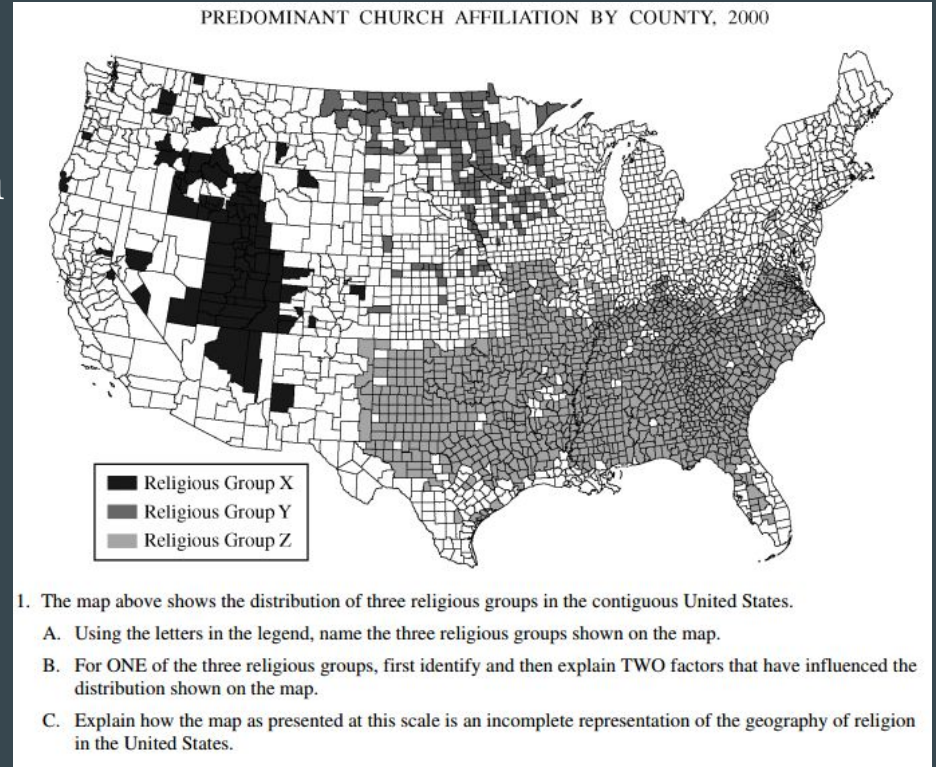 PREDOMINANT CHURCH AFFILIATION BY COUNTY, 2000
Religious Group X
Religious Group Y
Religious Group Z
1. The map above shows the distribution of three religious groups in the contiguous United States.
A. Using the letters in the legend, name the three religious groups shown on the map.
B. For ONE of the three religious groups, first identify and then explain TWO factors that have influenced the
distribution shown on the map.
C. Explain how the map as presented at this scale is an incomplete representation of the geography of religion
in the United States.